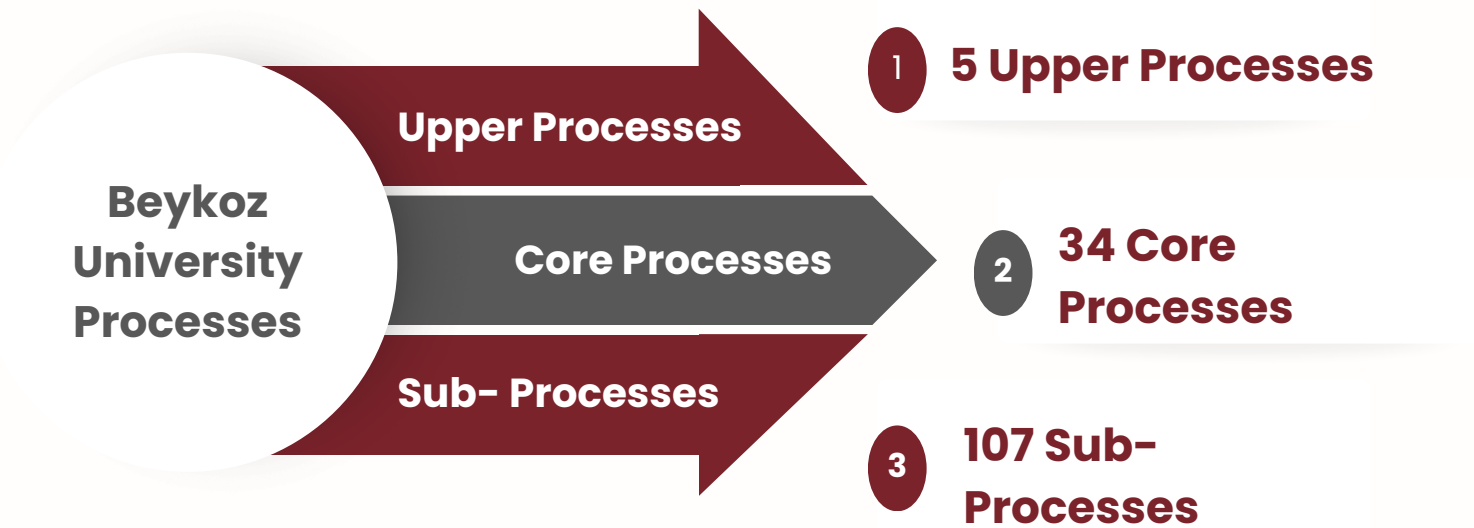 Beykoz
University
Processes
Upper Processes
Core Processes
Sub- Processes
1
5 Upper Processes
2
34 Core
Processes
3
107 Sub-
Processes